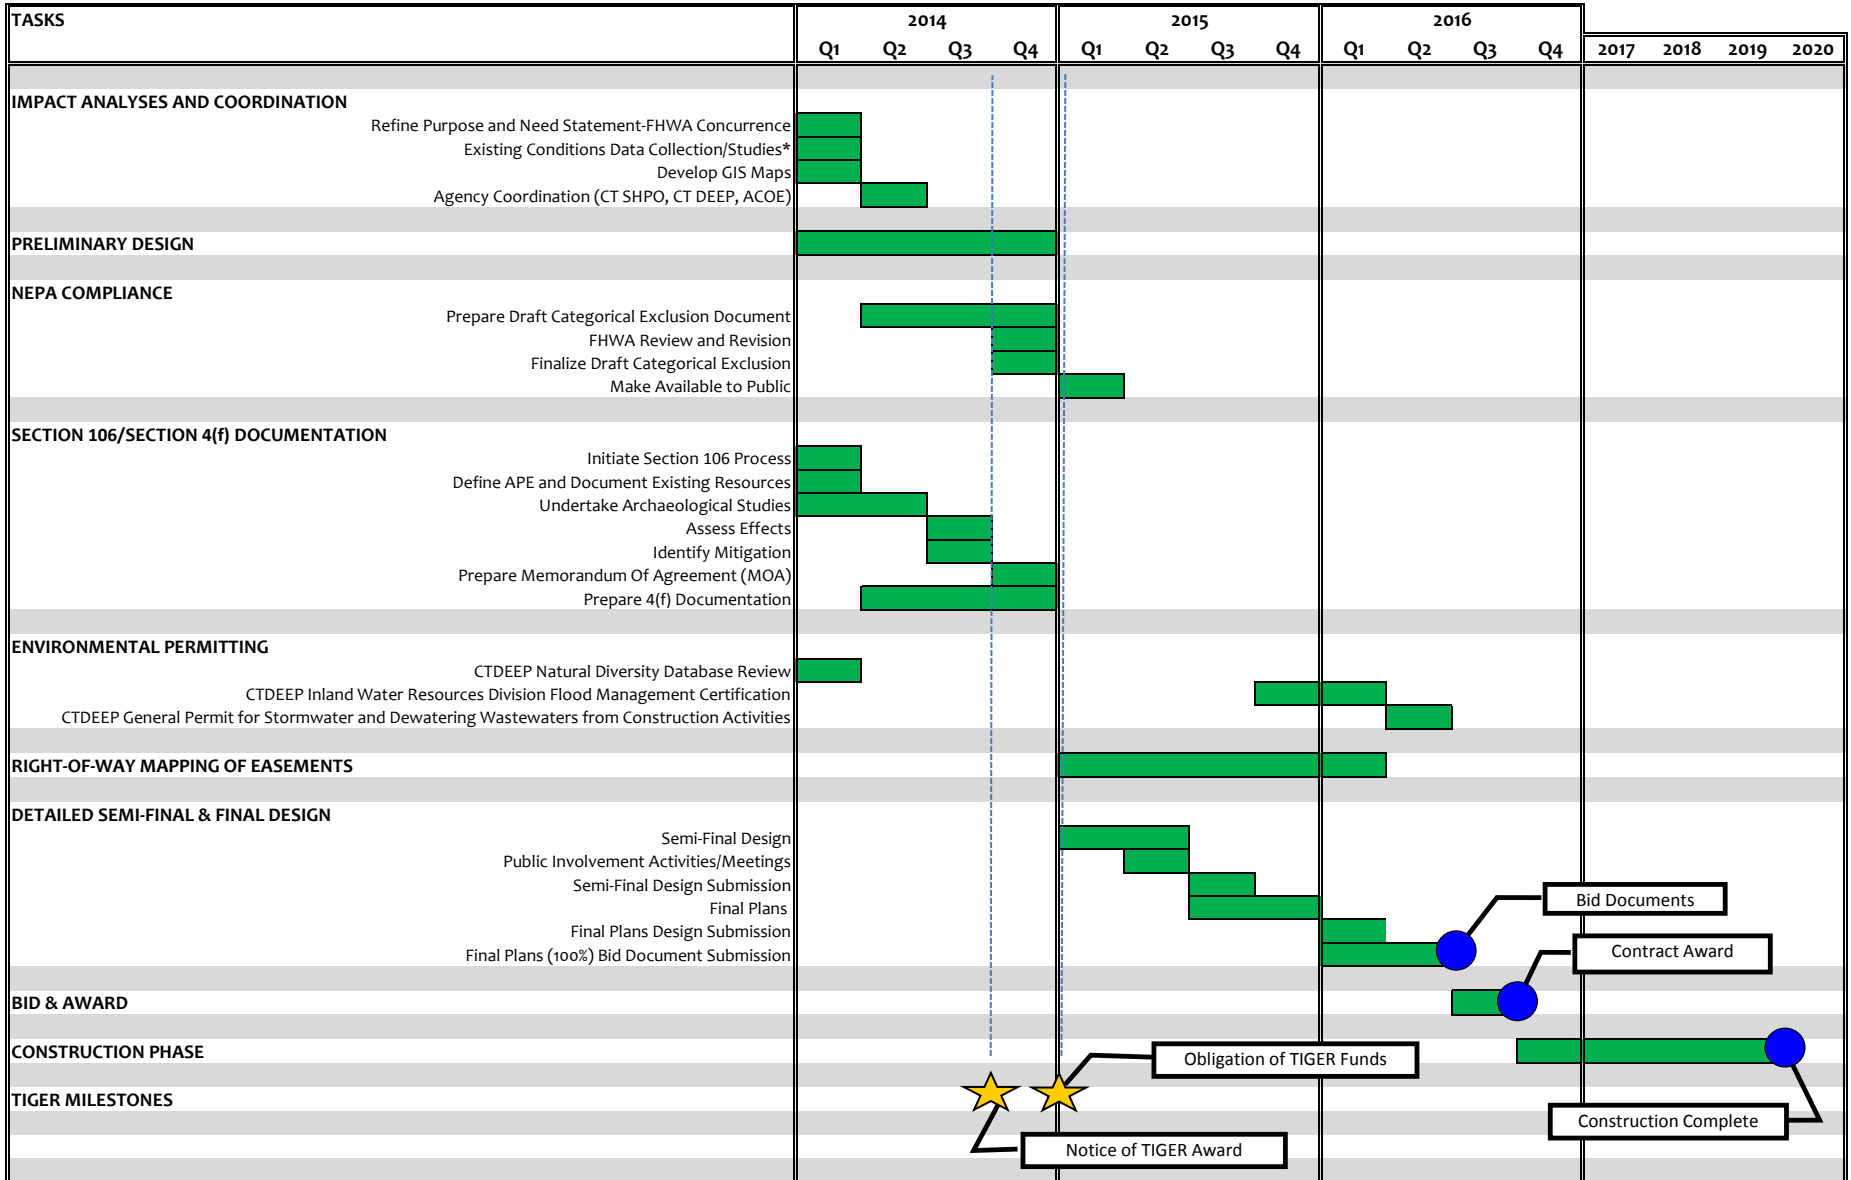 TASKS 2014 2015 2016
Q1 Q2 Q3 Q4 Q1 Q2 Q3 Q4 Q1 Q2 Q3 Q4 2017 2018 2019 2020
IMPACT ANALYSES AND COORDINATION
Refine Purpose and Need Statement-FHWA Concurrence
Existing Conditions Data Collection/Studies*
Develop GIS Maps
Agency Coordination (CT SHPO, CT DEEP, ACOE)
PRELIMINARY DESIGN
NEPA COMPLIANCE
Prepare Draft Categorical Exclusion Document
FHWA Review and Revision
Finalize Draft Categorical Exclusion
Make Available to Public
SECTION 106/SECTION 4(f) DOCUMENTATION
Initiate Section 106 Process
Define APE and Document Existing Resources
Undertake Archaeological Studies
Assess Effects
Identify Mitigation
Prepare Memorandum Of Agreement (MOA)
Prepare 4(f) Documentation
ENVIRONMENTAL PERMITTING
CTDEEP Natural Diversity Database Review
CTDEEP Inland Water Resources Division Flood Management Certification
CTDEEP General Permit for Stormwater and Dewatering Wastewaters from Construction Activities
RIGHT-OF-WAY MAPPING OF EASEMENTS
DETAILED SEMI-FINAL & FINAL DESIGN
Semi-Final Design
Public Involvement Activities/Meetings
Semi-Final Design Submission
Bid Documents
Final Plans
Final Plans Design Submission
Final Plans (100%) Bid Document Submission
Contract Award
BID & AWARD
CONSTRUCTION PHASE
Obligation of TIGER Funds
TIGER MILESTONES
Construction Complete
Notice of TIGER Award